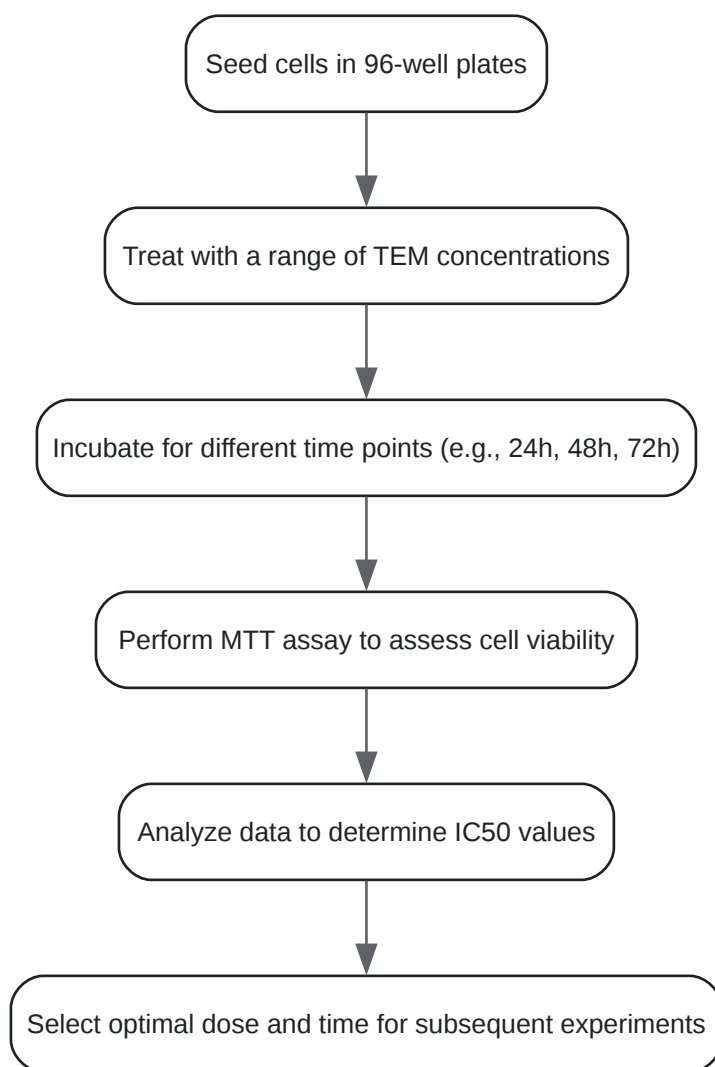 Seed cells in 96-well plates
Treat with a range of TEM concentrations
Incubate for different time points (e.g., 24h, 48h, 72h)
Perform MTT assay to assess cell viability
Analyze data to determine IC50 values
Select optimal dose and time for subsequent experiments